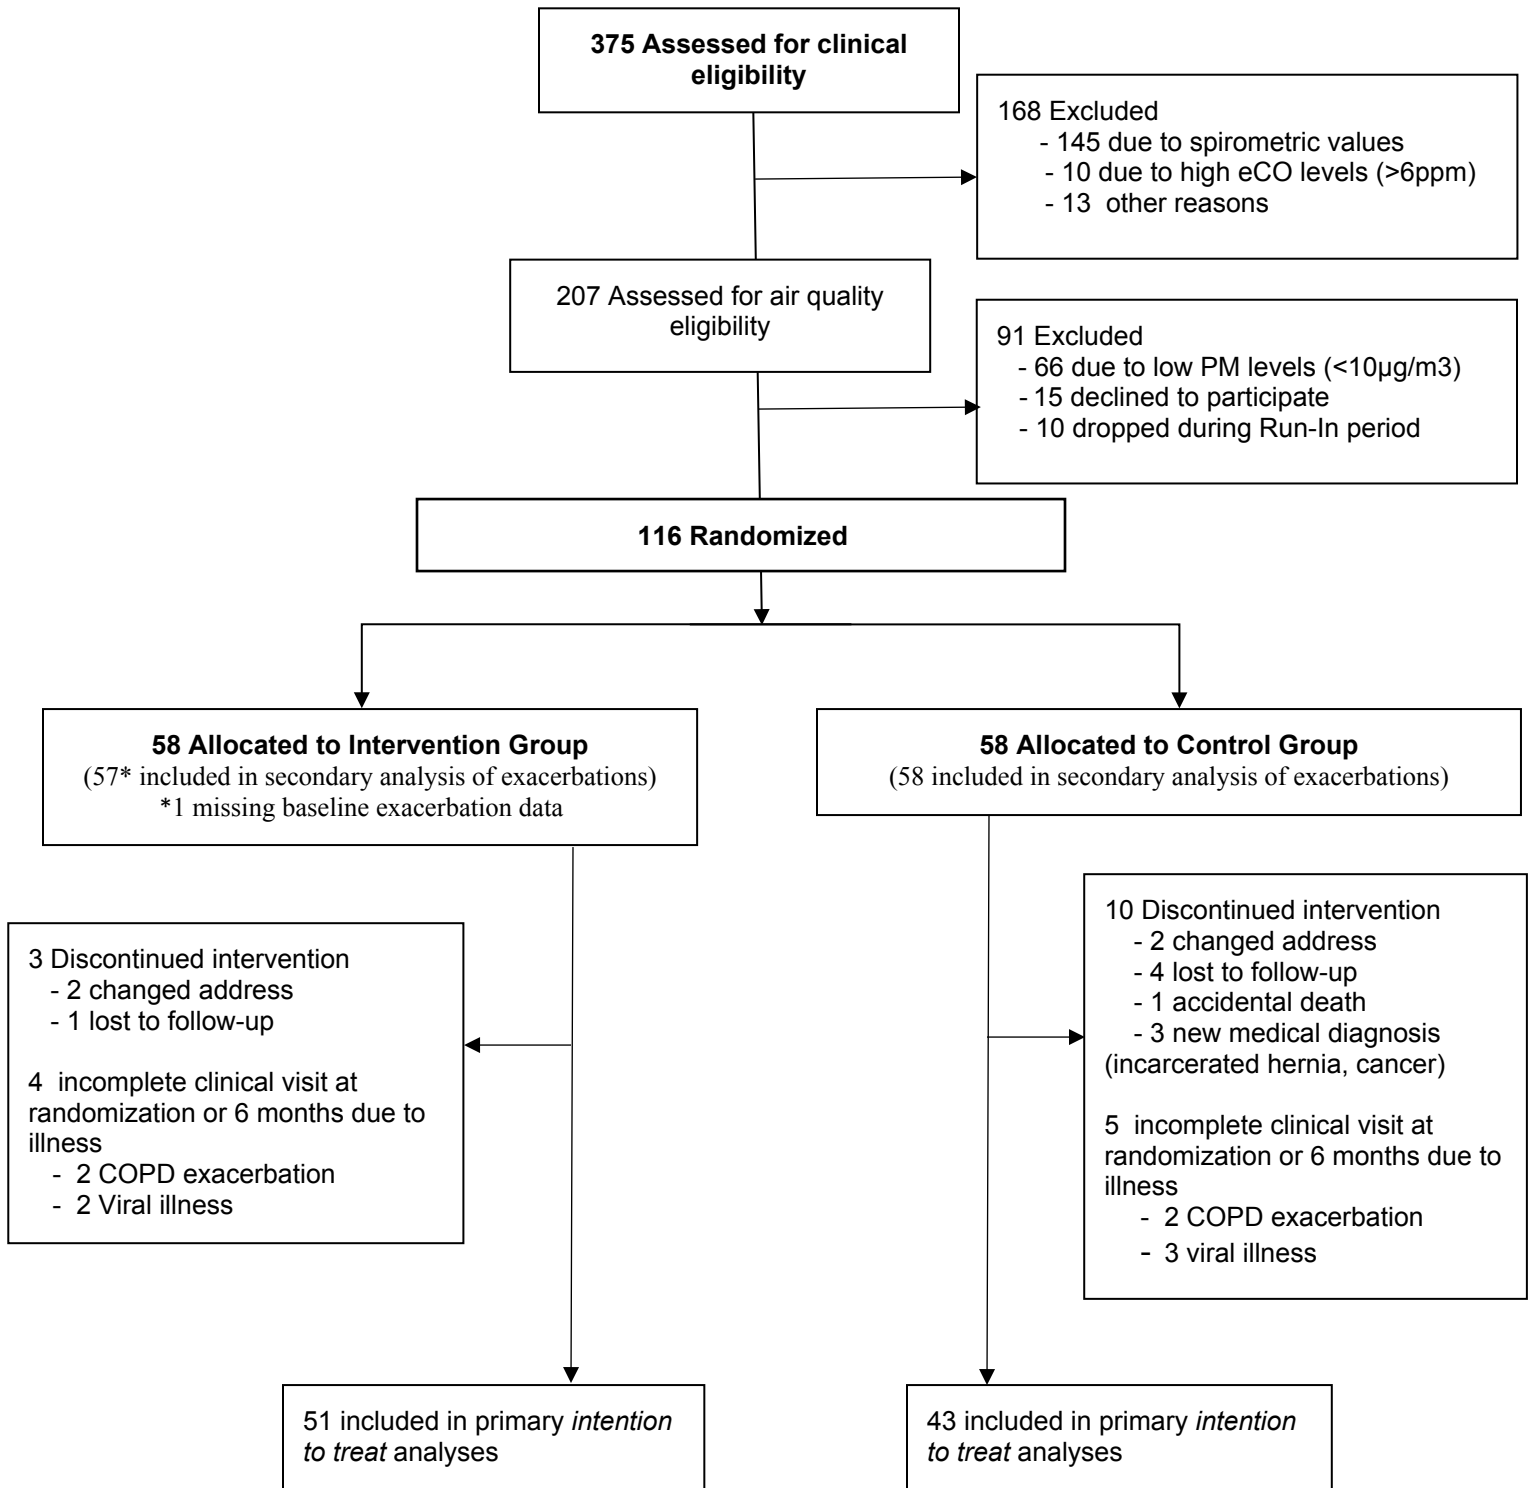 375 Assessed for clinical
eligibility
168 Excluded
- 145 due to spirometric values
- 10 due to high eCO levels (>6ppm)
- 13 other reasons
207 Assessed for air quality
eligibility
91 Excluded
- 66 due to low PM levels (<10µg/m3)
- 15 declined to participate
- 10 dropped during Run-In period
116 Randomized
58 Allocated to Intervention Group
(57* included in secondary analysis of exacerbations)
*1 missing baseline exacerbation data
58 Allocated to Control Group
(58 included in secondary analysis of exacerbations)
3 Discontinued intervention
- 2 changed address
- 1 lost to follow-up
4 incomplete clinical visit at
randomization or 6 months due to
illness
- 2 COPD exacerbation
- 2 Viral illness
10 Discontinued intervention
- 2 changed address
- 4 lost to follow-up
- 1 accidental death
- 3 new medical diagnosis
(incarcerated hernia, cancer)
5 incomplete clinical visit at
randomization or 6 months due to
illness
- 2 COPD exacerbation
- 3 viral illness
51 included in primary intention
to treat analyses
43 included in primary intention
to treat analyses